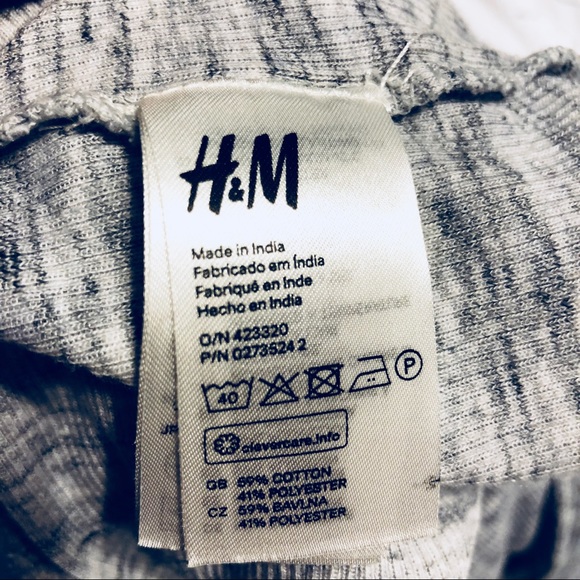 H&M
Made in India
Fabricado em Índia
Fabriqué en Inde
Hecho en India
O/N 423320
P/N 0273524 2
40
P
clevercare.info
GB 59% COTTON
41% POLYESTER
CZ 59% BAVLNA
41% POLYESTER
JP